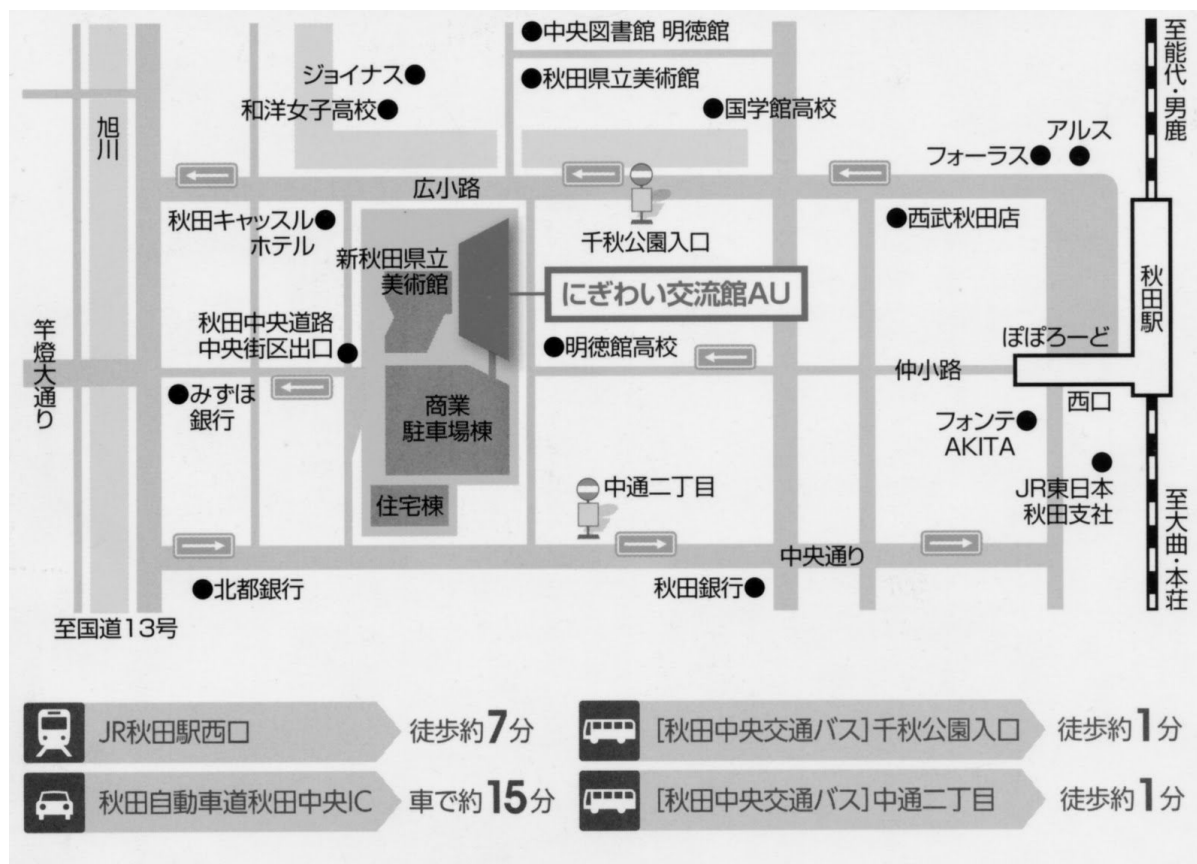 中央図書館 明徳館
ジョイナス
秋田県立美術館
和洋女子高校
国学館高校
至能代・男鹿
旭川
アルス
フォーラス
広小路
秋田キャッスル
ホテル
千秋公園入口
西武秋田店
新秋田県立
美術館
にぎわい交流館AU
秋田駅
秋田中央道路
中央街区出口
明徳館高校
ぽぽろーど
竿燈大通り
仲小路
みずほ
銀行
商業
駐車場棟
西口
フォンテ
AKITA
中通二丁目
住宅棟
JR東日本
秋田支社
至大曲・本荘
中央通り
北都銀行
秋田銀行
至国道13号
JR秋田駅西口 徒歩約7分
[秋田中央交通バス]千秋公園入口 徒歩約1分
秋田自動車道秋田中央IC 車で約15分
[秋田中央交通バス]中通二丁目 徒歩約1分